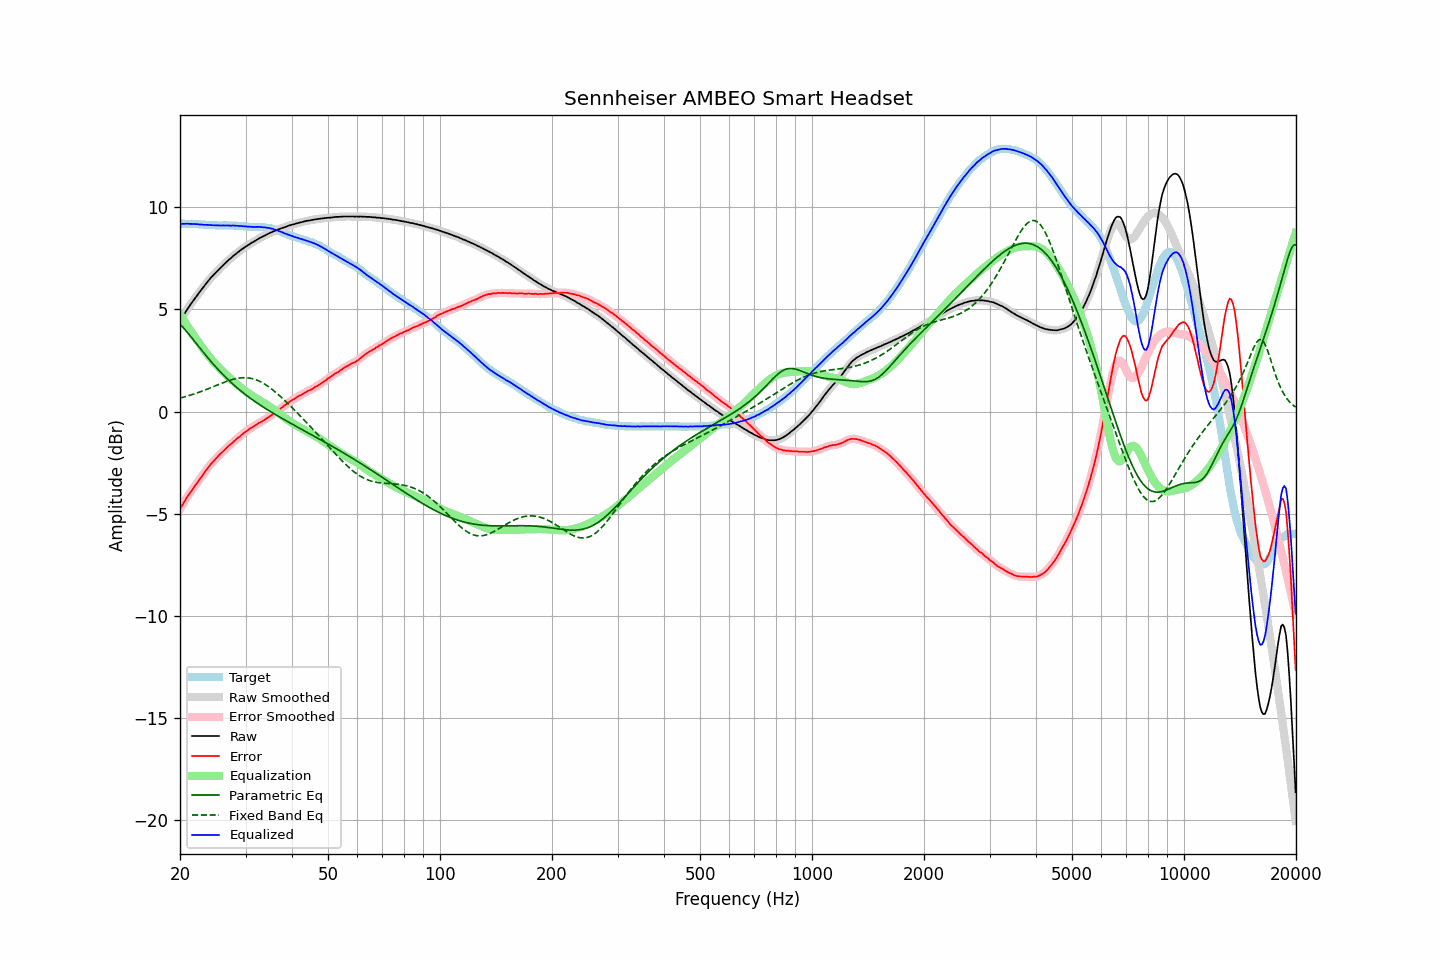 Sennheiser AMBEO Smart Headset
Amplitude (dBr)
10
5
0
−5
−10
−15
−20
Target
Raw Smoothed
Error Smoothed
Raw
Error
Equalization
Parametric Eq
Fixed Band Eq
Equalized
20
50
100
200
500
1000
2000
5000
10000
20000
Frequency (Hz)